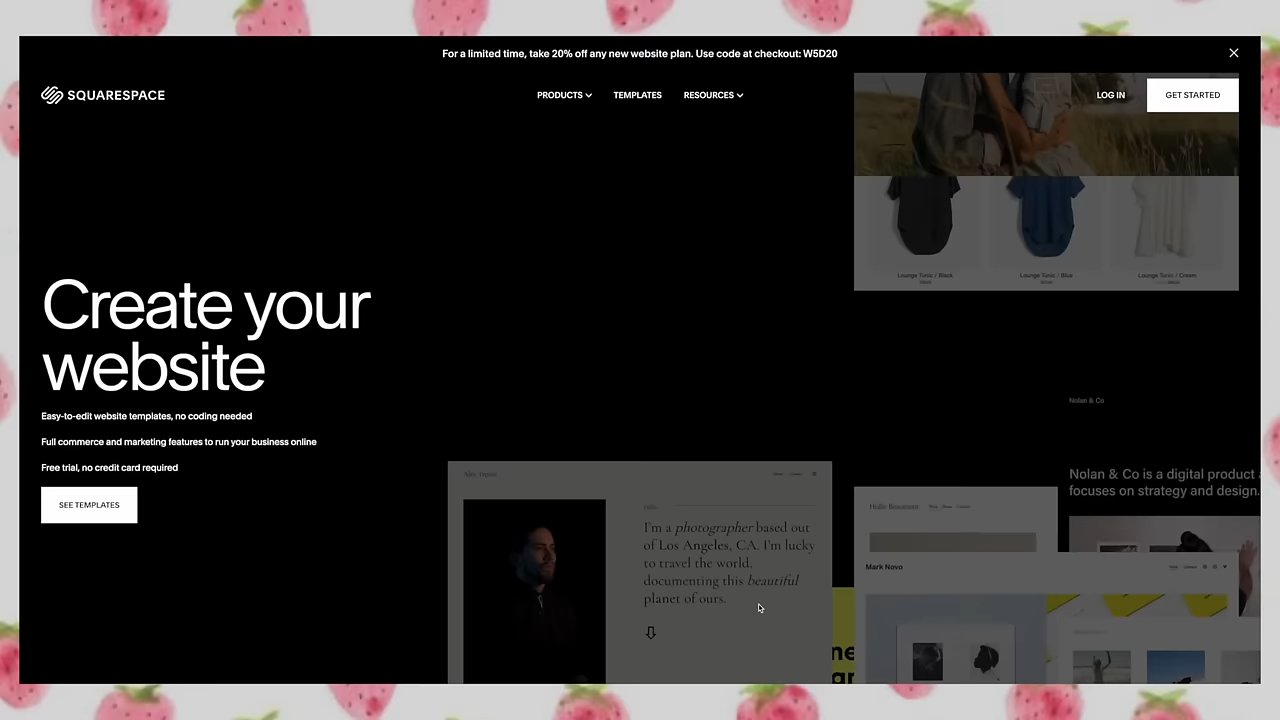 For a limited time, take 20% off any new website plan. Use code at checkout: W5D20
SQUARESPACE
PRODUCTS
TEMPLATES
RESOURCES
LOG IN
GET STARTED
Lounge Tunic / Black
Lounge Tunic / Blue
Lounge Tunic / Cream
Create your
website
Easy-to-edit website templates, no coding needed
Full commerce and marketing features to run your business online
Free trial, no credit card required
SEE TEMPLATES
I'm a photographer based out
of Los Angeles, CA. I'm lucky
to travel the world,
documenting this beautiful
planet of ours.
Nolan & Co
Nolan & Co is a digital product
focuses on strategy and design.
Mark Novo